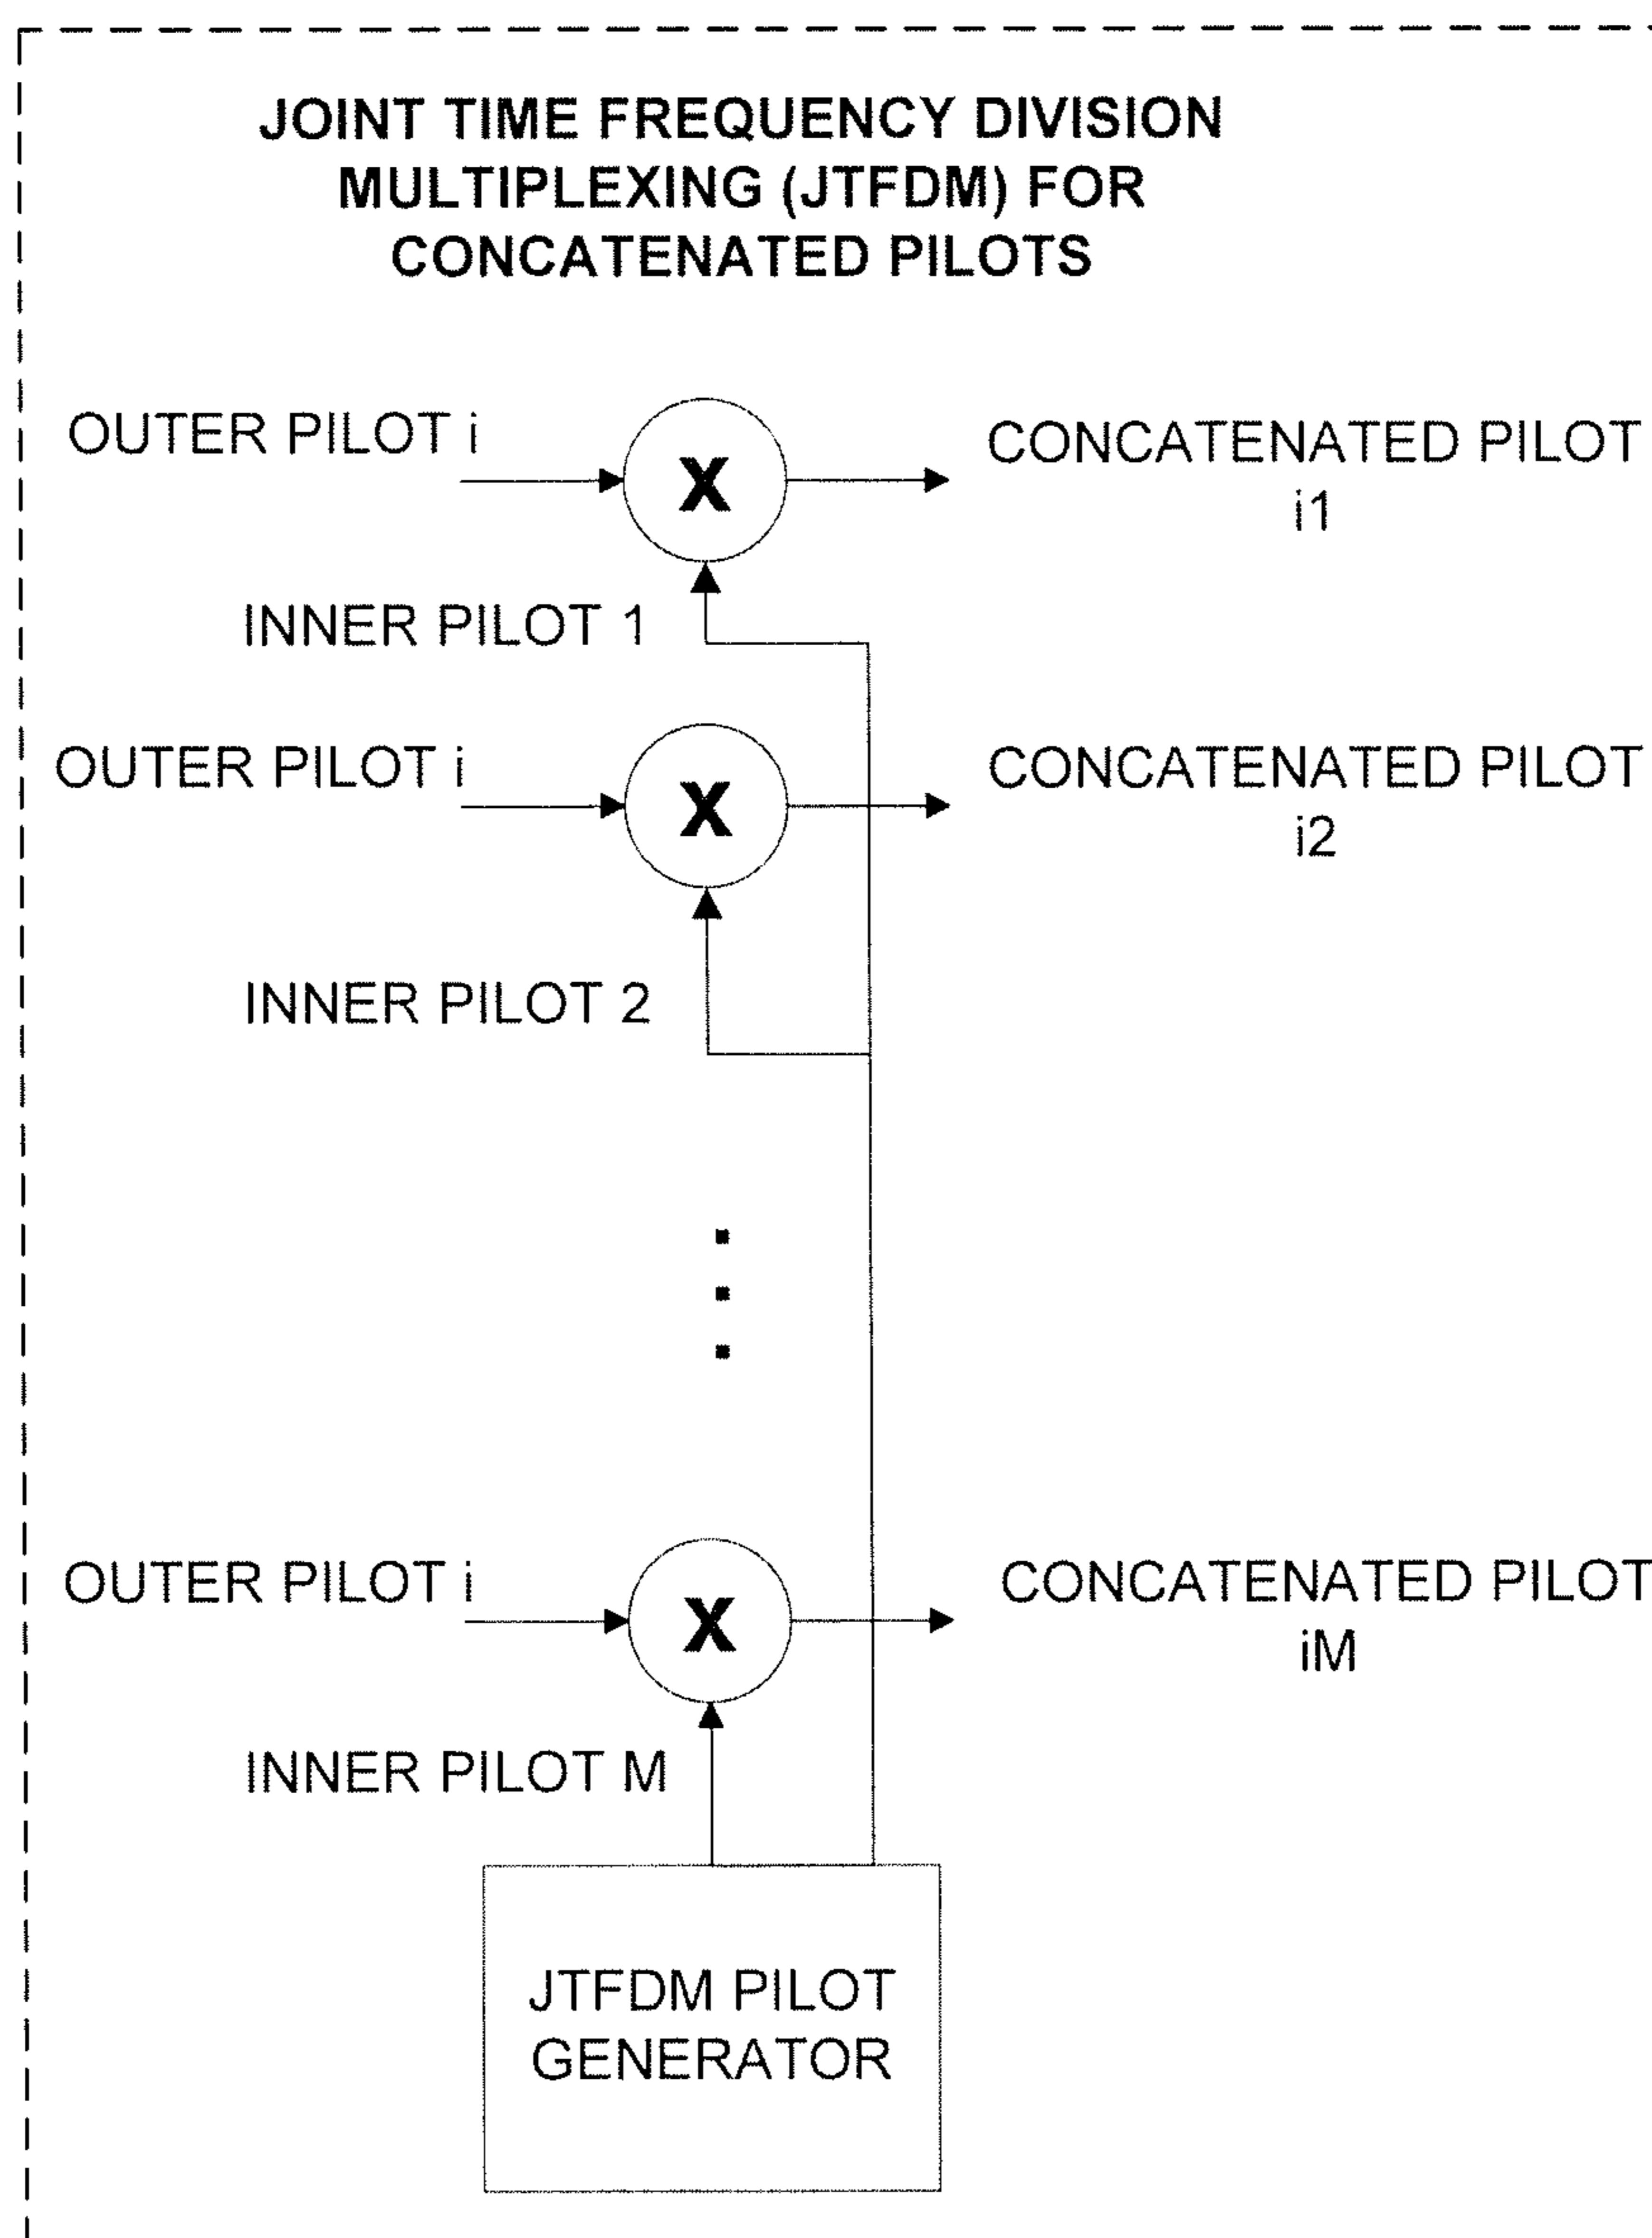 JOINT TIME FREQUENCY DIVISION
MULTIPLEXING (JTFDM) FOR
CONCATENATED PILOTS
OUTER PILOT i
X
CONCATENATED PILOT
i1
INNER PILOT 1
OUTER PILOT i
X
CONCATENATED PILOT
i2
INNER PILOT 2
OUTER PILOT i
X
CONCATENATED PILOT
iM
INNER PILOT M
JTFDM PILOT
GENERATOR